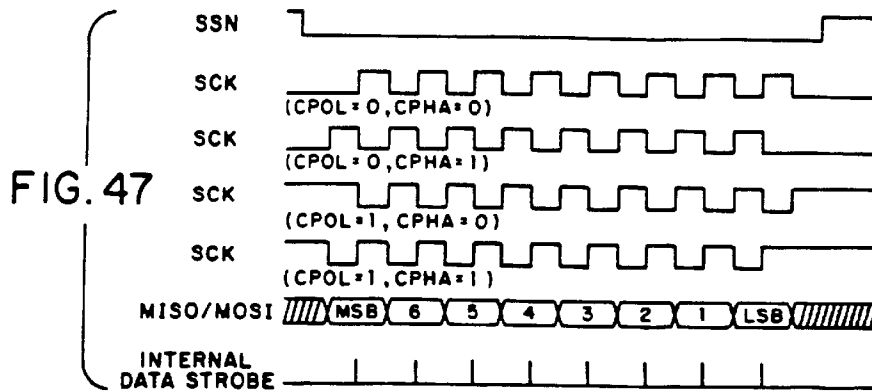 SSN
SCK
(CPOL=0,CPHA=0)
SCK
(CPOL=0,CPHA=1)
FIG.47
SCK
(CPOL=1,CPHA=0)
SCK
(CPOL=1,CPHA=1)
MISO/MOSI MSB 6 5 4 3 2 1 LSB
INTERNAL
DATA STROBE